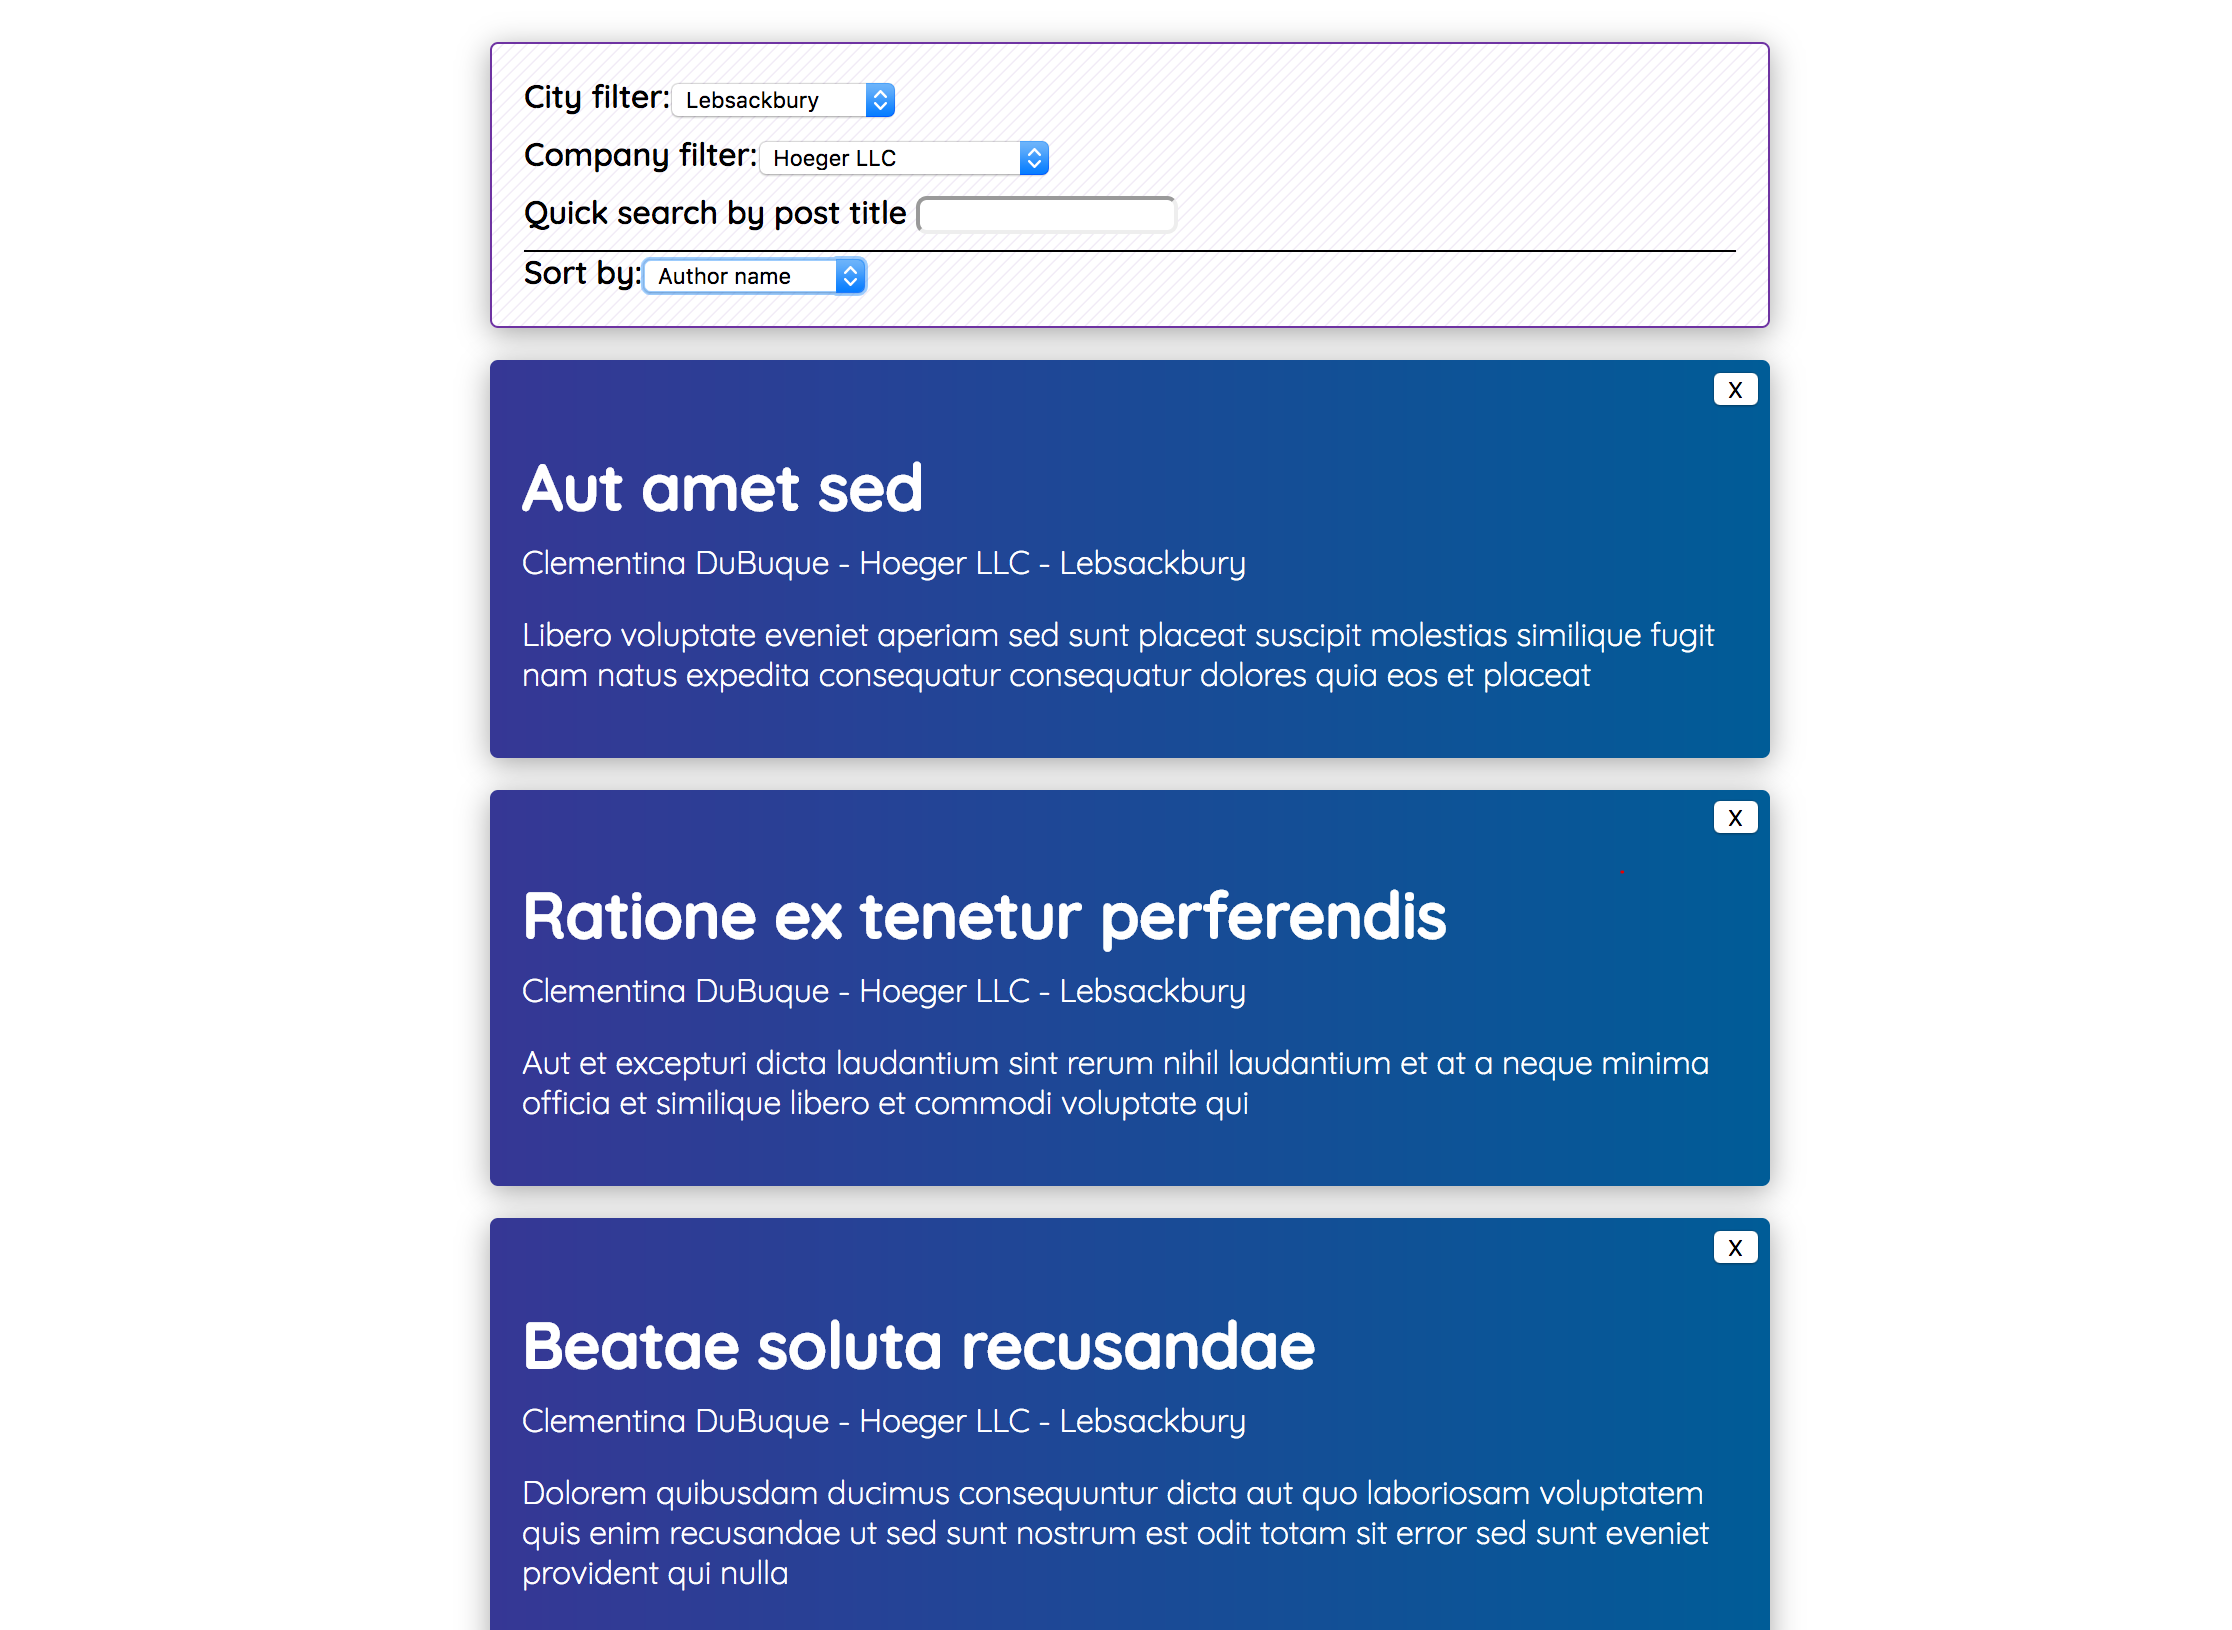 City filter: Lebsackbury
Company filter: Hoeger LLC
Quick search by post title
Sort by: Author name
X
Aut amet sed
Clementina DuBuque - Hoeger LLC - Lebsackbury
Libero voluptate eveniet aperiam sed sunt placeat suscipit molestias similique fugit
nam natus expedita consequatur consequatur dolores quia eos et placeat
X
Ratione ex tenetur perferendis
Clementina DuBuque - Hoeger LLC - Lebsackbury
Aut et excepturi dicta laudantium sint rerum nihil laudantium et at a neque minima
officia et similique libero et commodi voluptate qui
X
Beatae soluta recusandae
Clementina DuBuque - Hoeger LLC - Lebsackbury
Dolorem quibusdam ducimus consequuntur dicta aut quo laboriosam voluptatem
quis enim recusandae ut sed sunt nostrum est odit totam sit error sed sunt eveniet
provident qui nulla